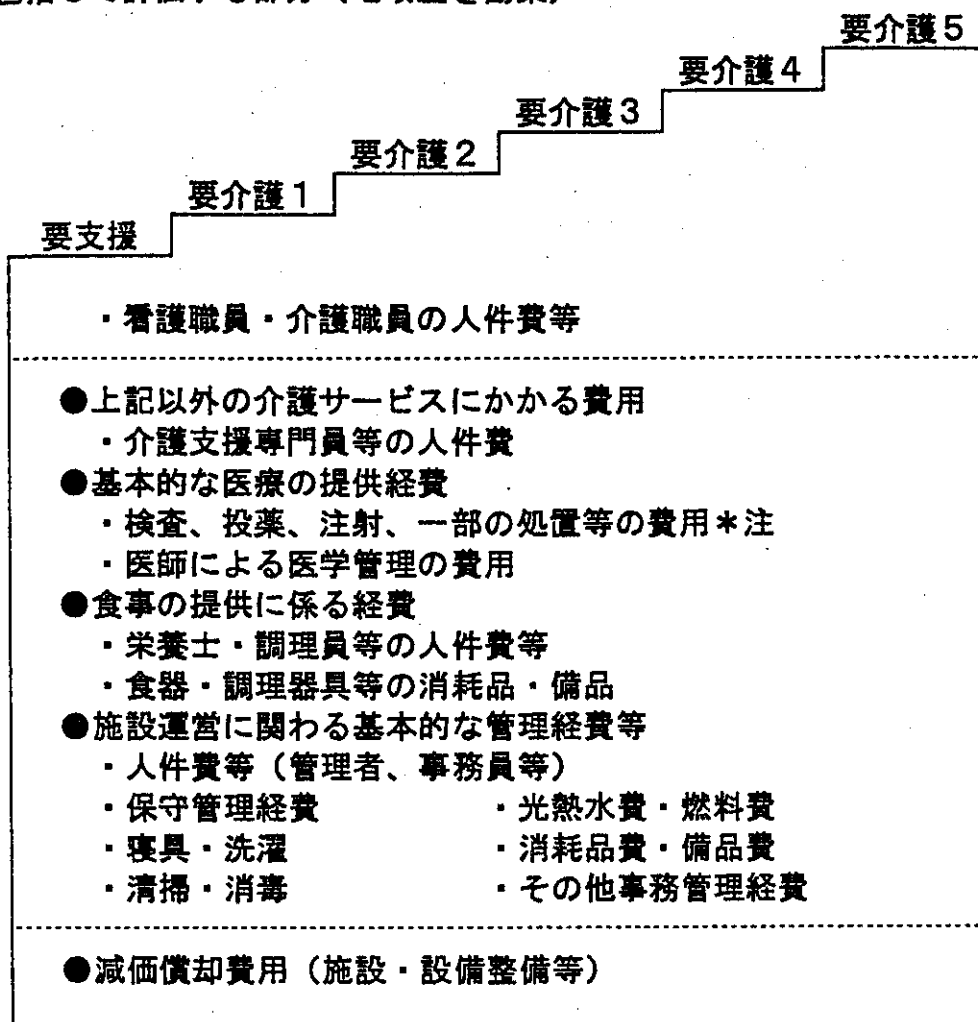 要介護5
要介護4
要介護3
要介護2
要介護1
要支援
・看護職員・介護職員の人件費等
●上記以外の介護サービスにかかる費用
・介護支援専門員等の人件費
●基本的な医療の提供経費
・検査、投薬、注射、一部の処置等の費用＊注
・医師による医学管理の費用
●食事の提供に係る経費
・栄養士・調理員等の人件費等
・食器・調理器具等の消耗品・備品
●施設運営に関わる基本的な管理経費等
・人件費等（管理者、事務員等）
・保守管理経費 ・光熱水費・燃料費
・寝具・洗濯 ・消耗品費・備品費
・清掃・消毒 ・その他事務管理経費
●減価償却費用（施設・設備整備等）